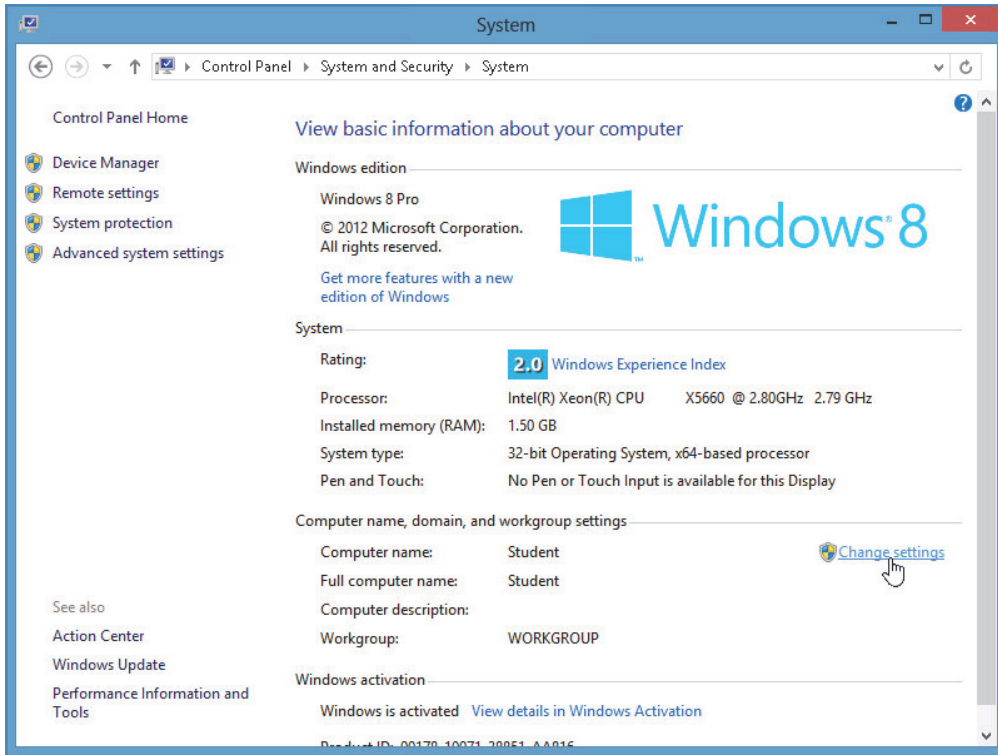 System
Control Panel System and Security System
Control Panel Home
Device Manager
Remote settings
System protection
Advanced system settings
See also
Action Center
Windows Update
Performance Information and
Tools
View basic information about your computer
Windows edition
Windows 8 Pro
© 2012 Microsoft Corporation.
All rights reserved.
Get more features with a new
edition of Windows
Windows® 8
System
Rating: 2.0 Windows Experience Index
Processor: Intel(R) Xeon(R) CPU X5660 @ 2.80GHz 2.79 GHz
Installed memory (RAM): 1.50 GB
System type: 32-bit Operating System, x64-based processor
Pen and Touch: No Pen or Touch Input is available for this Display
Computer name, domain, and workgroup settings
Computer name: Student Change settings
Full computer name: Student
Computer description:
Workgroup: WORKGROUP
Windows activation
Windows is activated View details in Windows Activation
Product ID: